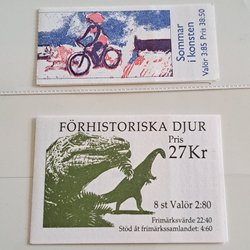 Sommar
i konsten
Valör 3:85 Pris 38:50
FÖRHISTORISKA DJUR
Pris
27Kr
8 st Valör 2:80
Frimärksvärde 22:40
Stöd åt frimärkssamlandet: 4:60